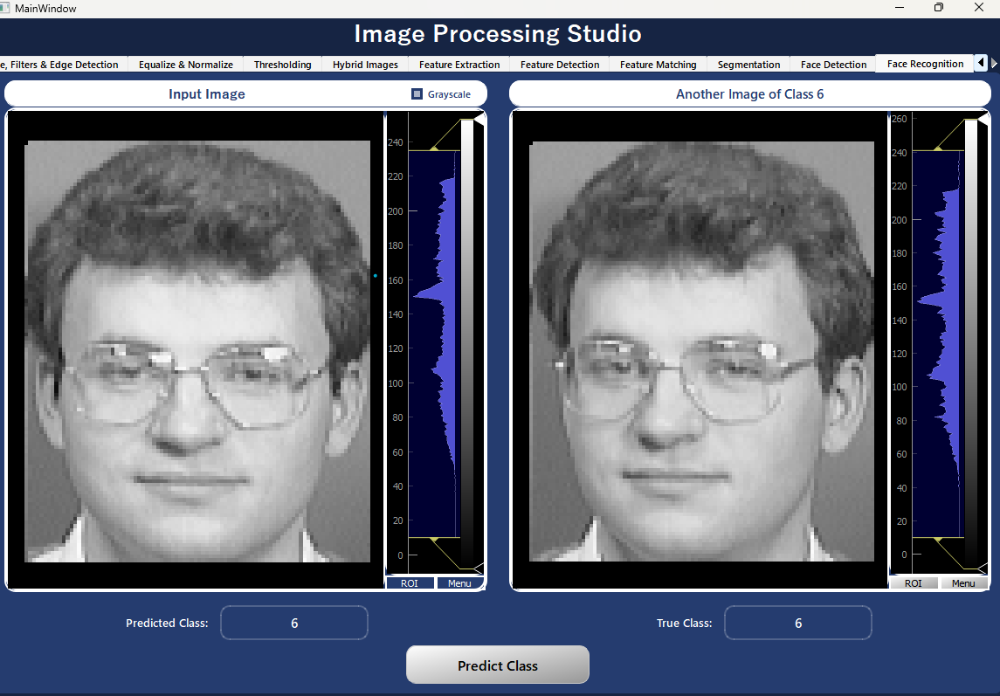 MainWindow
Image Processing Studio
e, Filters & Edge Detection Equalize & Normalize Thresholding Hybrid Images Feature Extraction Feature Detection Feature Matching Segmentation Face Detection Face Recognition
Input Image Grayscale
240
220
200
180
160
140
120
100
80
60
40
20
0
ROI Menu
Another Image of Class 6
260
240
220
200
180
160
140
120
100
80
60
40
20
0
ROI Menu
Predicted Class: 6
True Class: 6
Predict Class